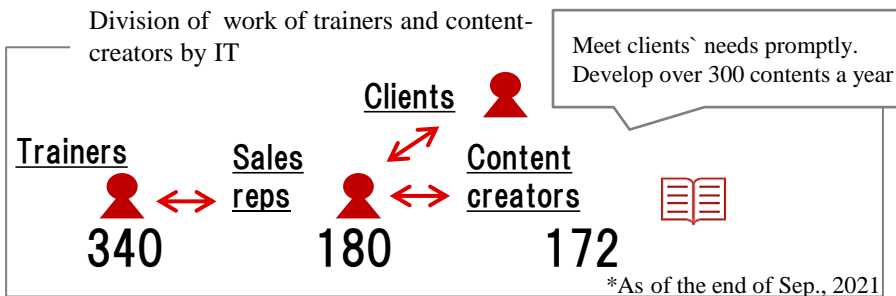 Division of work of trainers and content-
creators by IT
Meet clients` needs promptly.
Develop over 300 contents a year
Clients
Trainers
Sales
reps
Content
creators
340
180
172
*As of the end of Sep., 2021